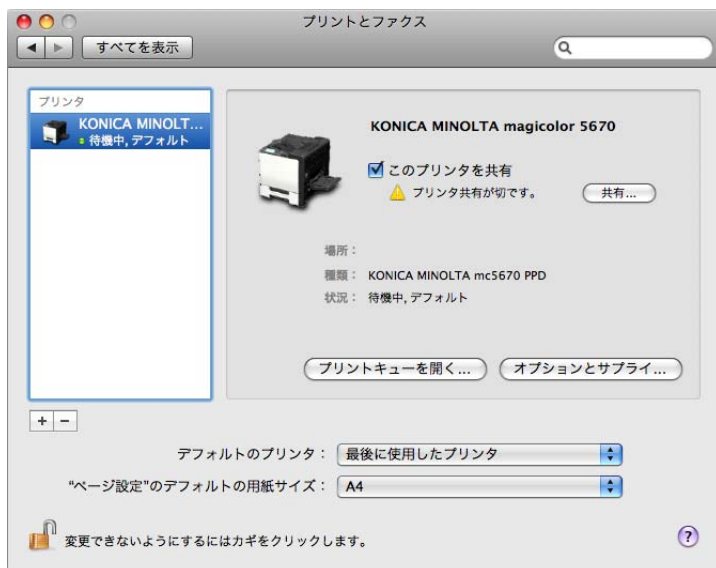 プリントとファクス
すべてを表示
プリンタ
KONICA MINOLT...
待機中, デフォルト
KONICA MINOLTA magicolor 5670
このプリンタを共有
プリンタ共有が切です。
共有...
場所：
種類： KONICA MINOLTA mc5670 PPD
状況： 待機中, デフォルト
プリントキューを開く...
オプションとサプライ...
+ −
デフォルトのプリンタ： 最後に使用したプリンタ
“ページ設定”のデフォルトの用紙サイズ： A4
変更できないようにするにはカギをクリックします。
?